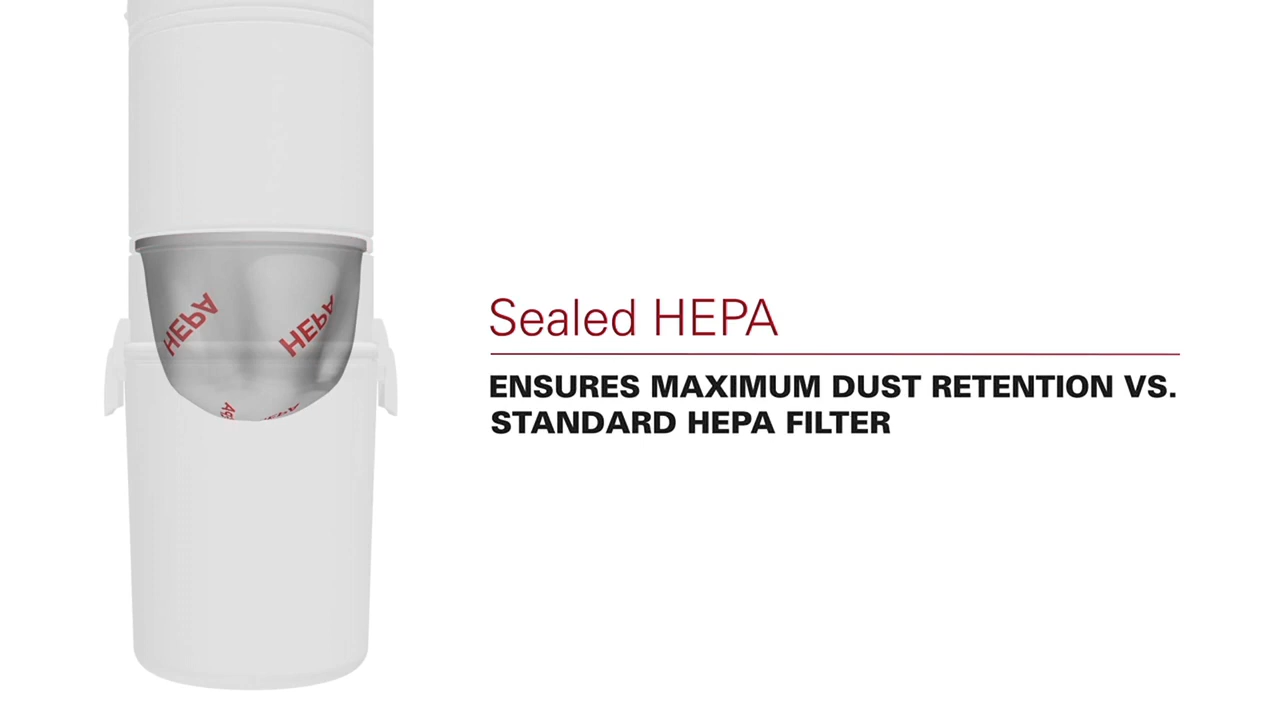 HEPA
HEPA
Sealed HEPA
ENSURES MAXIMUM DUST RETENTION VS.
STANDARD HEPA FILTER